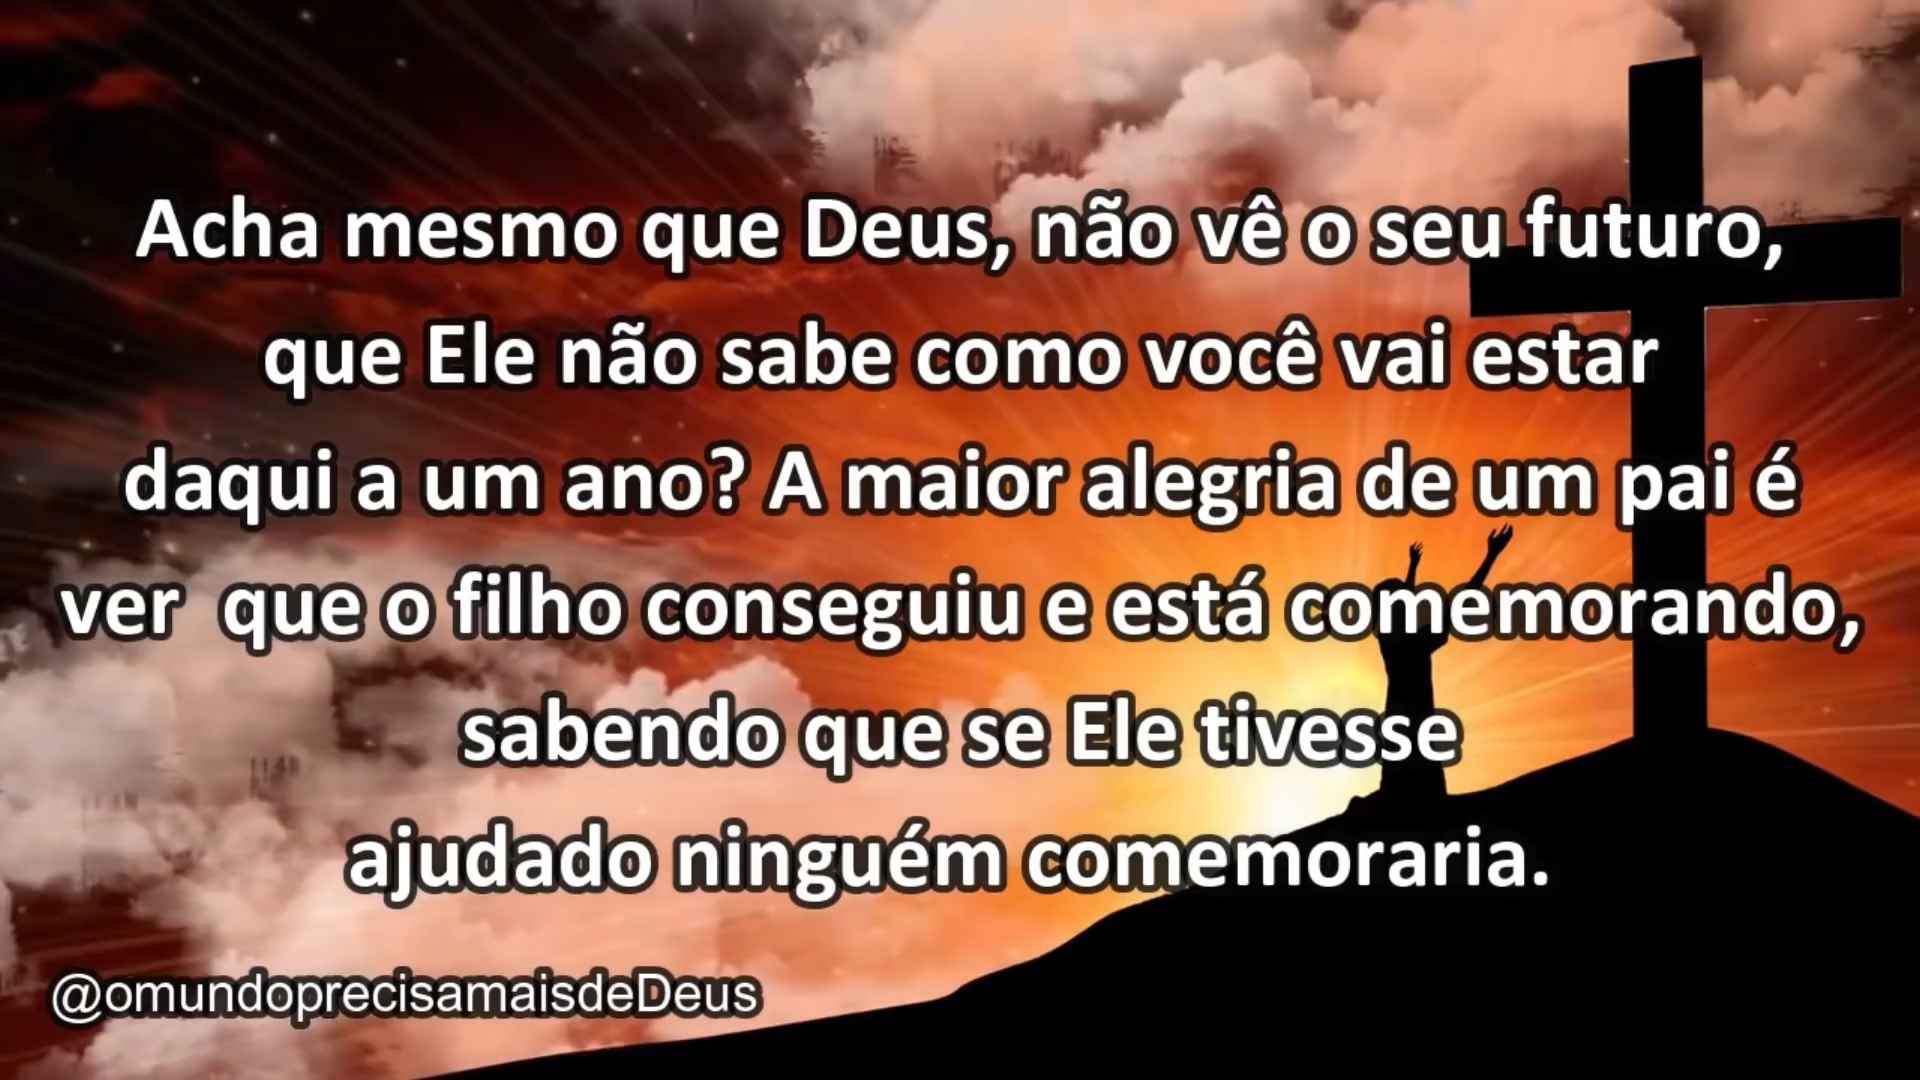 Acha mesmo que Deus, não vê o seu futuro,
que Ele não sabe como você vai estar
daqui a um ano? A maior alegria de um pai é
ver  que o filho conseguiu e está comemorando,
sabendo que se Ele tivesse
ajudado ninguém comemoraria.
@omundoprecisamaisdeDeus